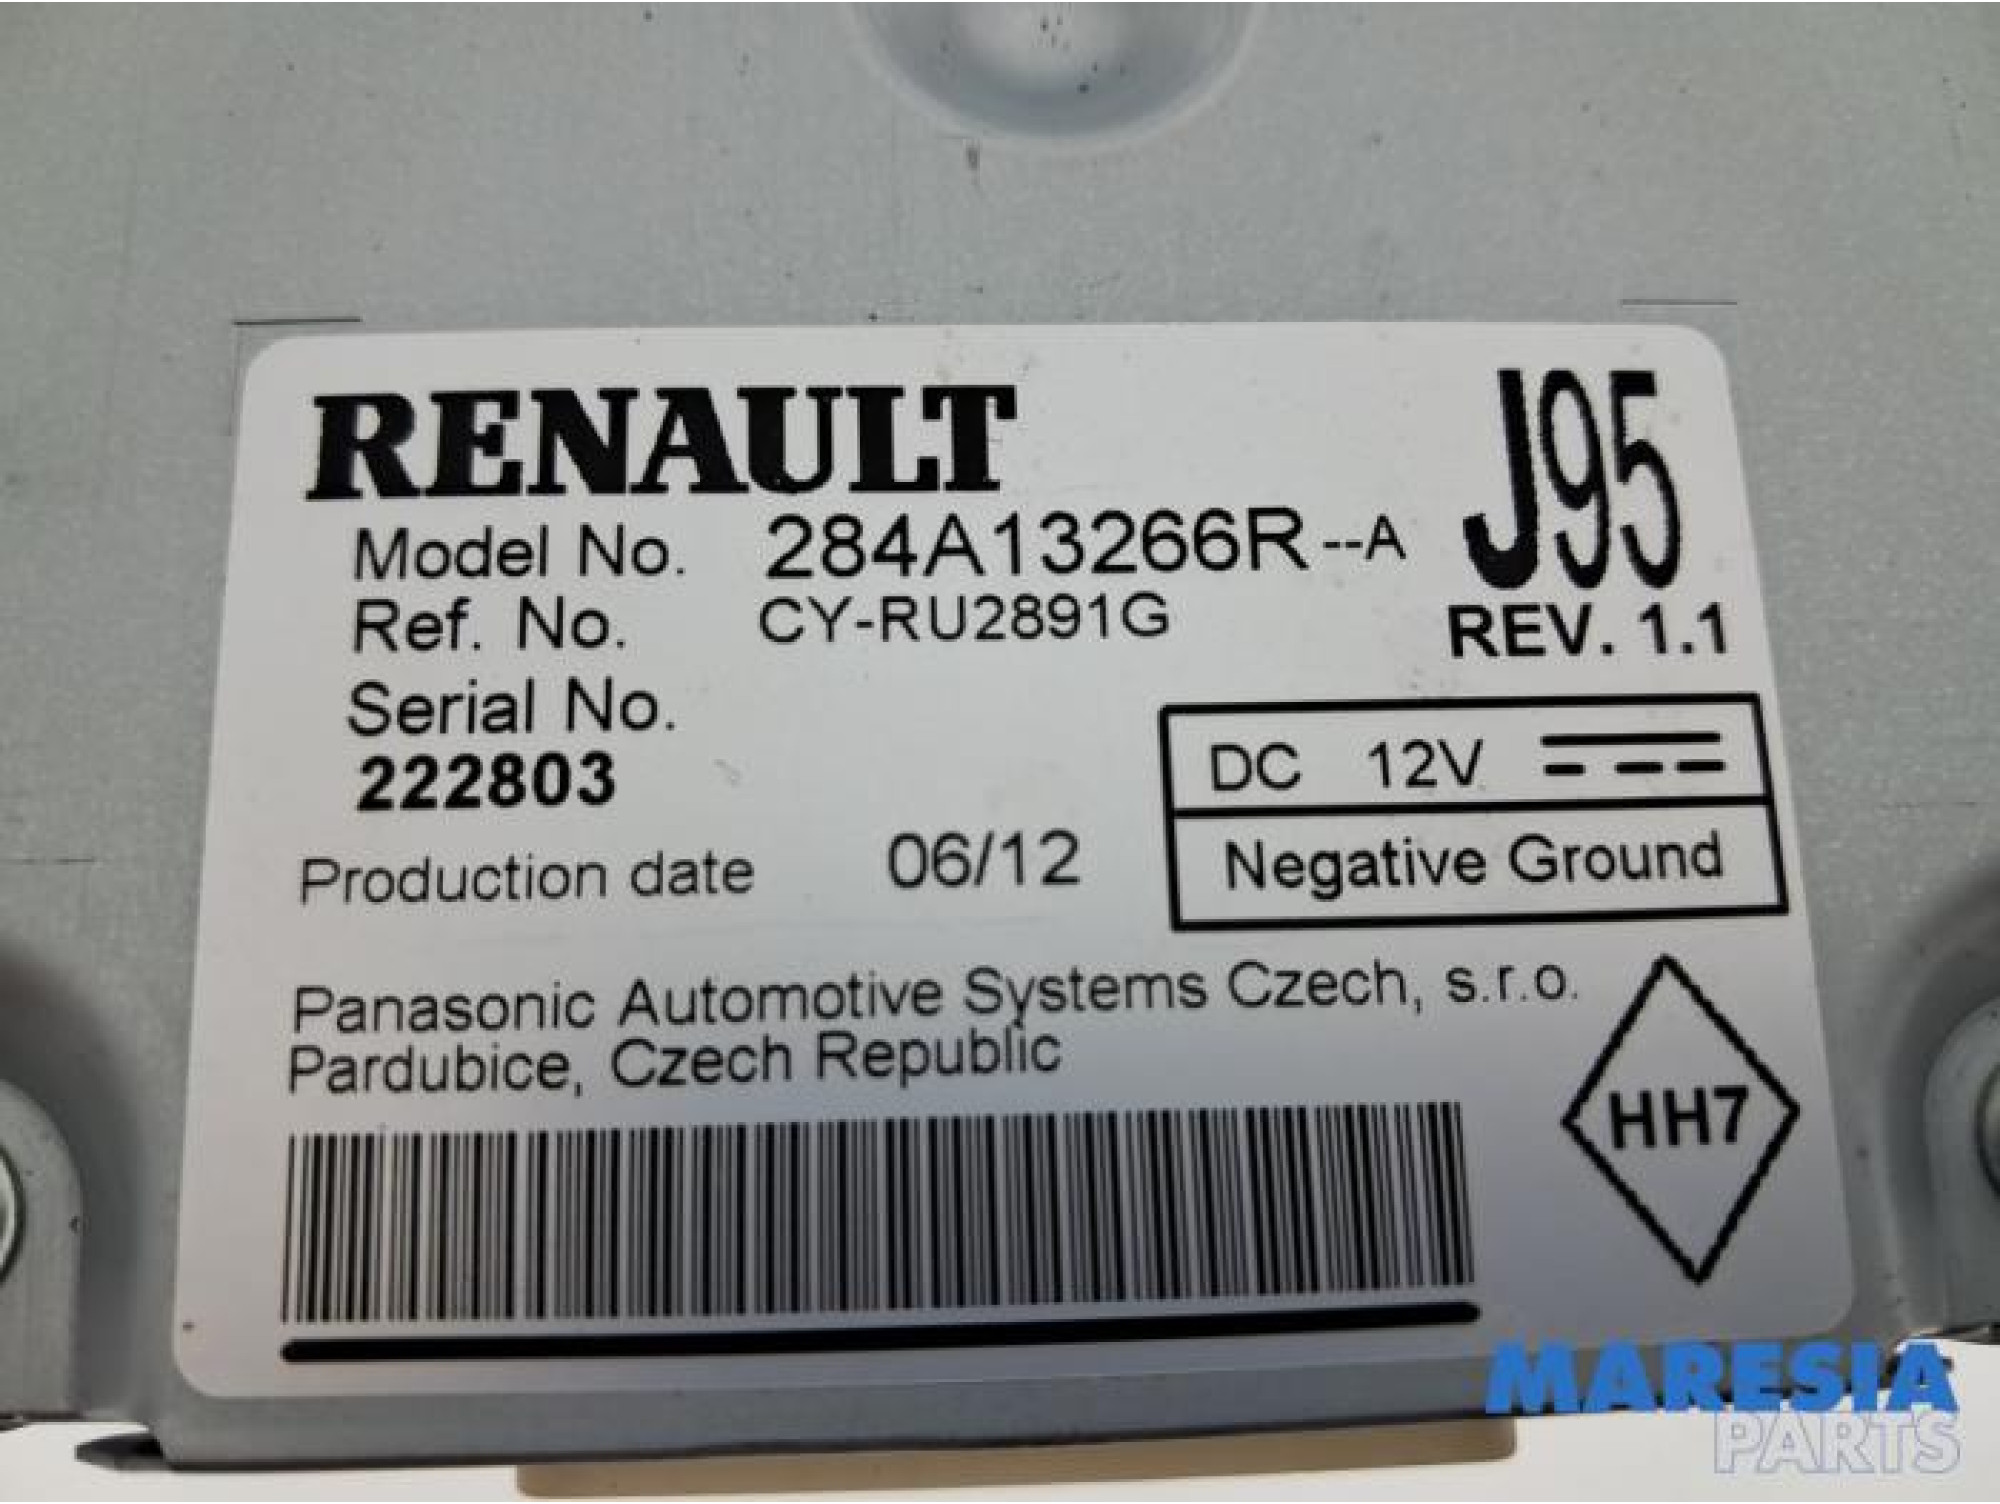 RENAULT
J95
Model No. 284A13266R--A
Ref. No. CY-RU2891G
REV. 1.1
Serial No.
222803
DC 12V
Production date 06/12
Negative Ground
Panasonic Automotive Systems Czech, s.r.o.
Pardubice, Czech Republic
HH7
MARESIA
PARTS